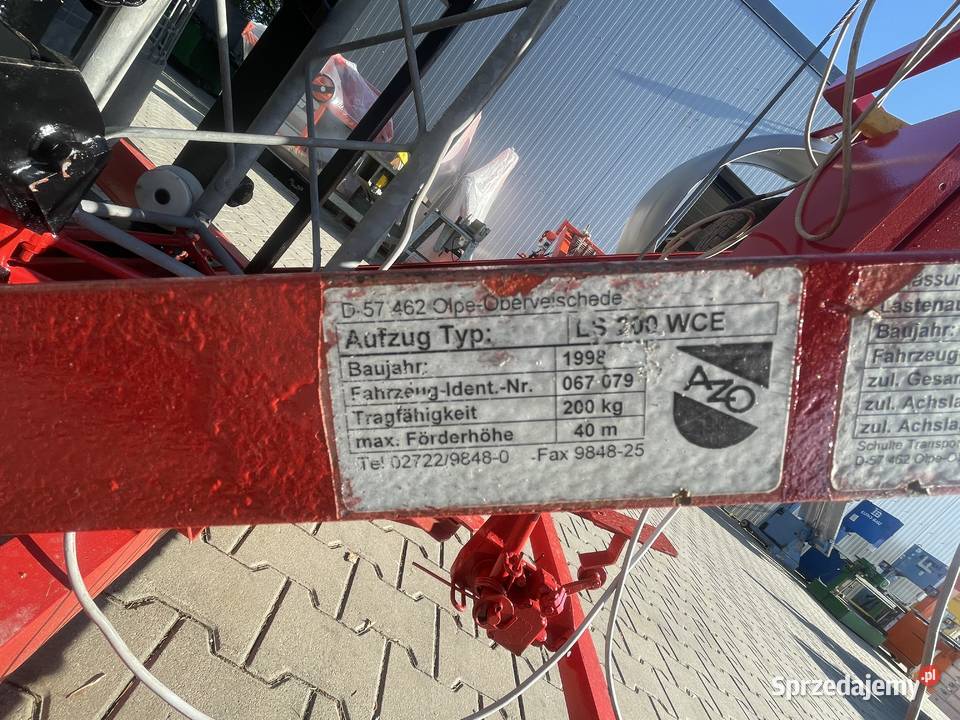 D-57 462 Olpe-Oberveischede
Aufzug Typ: LS 200 WCE
Baujahr: 1998
Fahrzeug-Ident.-Nr. 067 079
Tragfähigkeit 200 kg
max. Förderhöhe 40 m
Tel 02722/9848-0 -Fax 9848-25
AZO
Lastenau
Baujahr:
Fahrzeug-
zul. Gesam
zul. Achsla
zul. Achsla
Schulte Transpor
D-57 462 Olpe-O
Sprzedajemy.pl